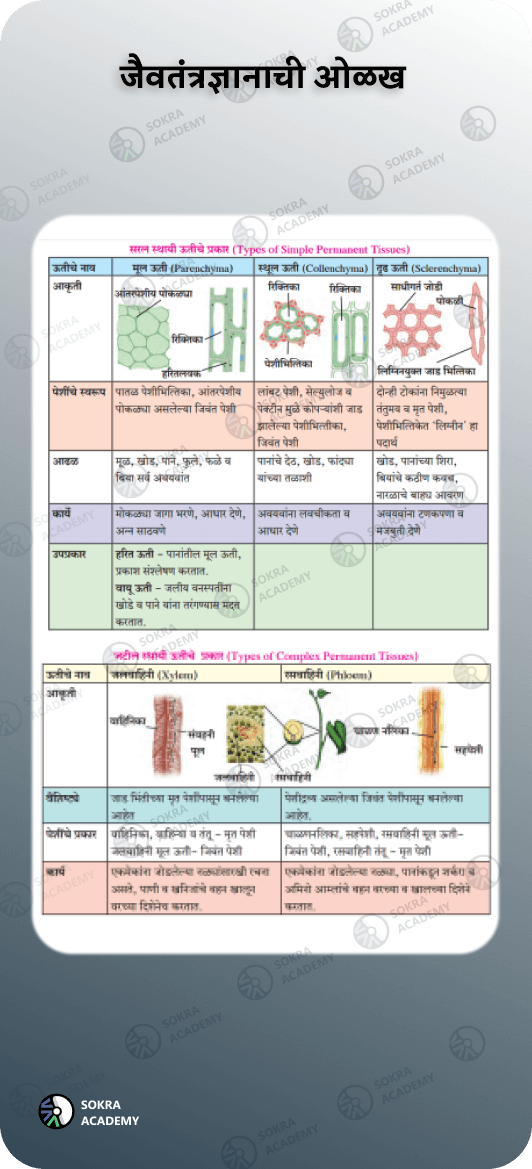 जैवतंत्रज्ञानाची ओळख
सरल स्थायी ऊतीचे प्रकार (Types of Simple Permanent Tissues)
ऊतीचे नाव
मूल ऊती (Parenchyma)
स्थूल ऊती (Collenchyma)
दृढ ऊती (Sclerenchyma)
आकृती
आंतरपेशीय पोकळ्या
रिक्तिका
हरितलवक
रिक्तिका
रिक्तिका
पेशीभित्तिका
साधीगर्त जोडी
पोकळी
लिग्निनयुक्त जाड भित्तिका
पेशींचे स्वरूप
पातळ पेशीभित्तिका, आंतरपेशीय
पोकळ्या असलेल्या जिवंत पेशी
लांबट पेशी, सेल्युलोज व
पेक्टीन मुळे कोपऱ्यांशी जाड
झालेल्या पेशीभित्तीका,
जिवंत पेशी
दोन्ही टोकांना निमुळत्या
तंतुमय व मृत पेशी,
पेशीभित्तिकेत 'लिग्नीन' हा
पदार्थ
आढळ
मूळ, खोड, पाने, फुले, फळे व
बिया सर्व अवयवांत
पानांचे देठ, खोड, फांद्या
यांच्या तळाशी
खोड, पानांच्या शिरा,
बियांचे कठीण कवच,
नारळाचे बाह्य आवरण
कार्ये
मोकळ्या जागा भरणे, आधार देणे,
अन्न साठवणे
अवयवांना लवचीकता व
आधार देणे
अवयवांना टणकपणा व
मजबुती देणे
उपप्रकार
हरित ऊती – पानांतील मूल ऊती,
प्रकाश संश्लेषण करतात.
वायू ऊती – जलीय वनस्पतींना
खोडे व पाने यांना तरंगण्यास मदत
करतात.
जटील स्थायी ऊतीचे प्रकार (Types of Complex Permanent Tissues)
ऊतीचे नाव
जलवाहिनी (Xylem)
रसवाहिनी (Phloem)
आकृती
वाहिनिका
संवहनी
पूल
जलवाहिनी
रसवाहिनी
चाळण नलिका
सहपेशी
वैशिष्ट्ये
जाड भिंतीच्या मृत पेशींपासून बनलेल्या
आहेत
पेशीद्रव्य असलेल्या जिवंत पेशींपासून बनलेल्या
आहेत.
पेशींचे प्रकार
वाहिनिका, वाहिन्या व तंतू – मृत पेशी
जलवाहिनी मूल ऊती– जिवंत पेशी
चाळणनलिका, सहपेशी, रसवाहिनी मूल ऊती–
जिवंत पेशी, रसवाहिनी तंतू – मृत पेशी
कार्य
एकमेकांना जोडलेल्या नळ्यांसारखी रचना
असते, पाणी व खनिजांचे वहन खालून
वरच्या दिशेनेच करतात.
एकमेकांना जोडलेल्या नळ्या, पानांकडून शर्करा व
अमिनो आम्लांचे वहन वरच्या व खालच्या दिशेने
करतात.
SOKRA
ACADEMY